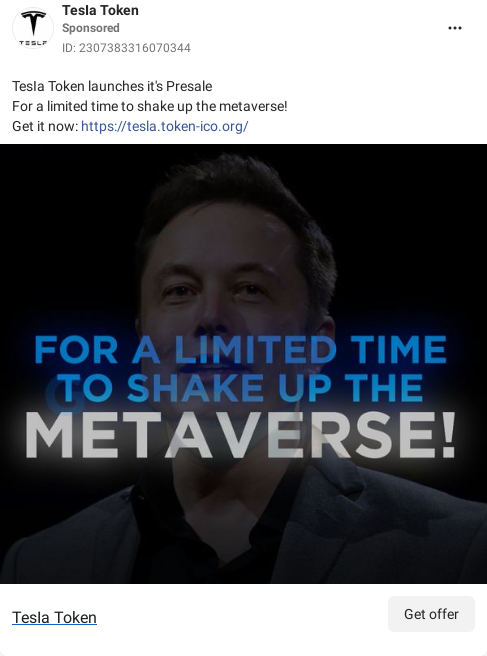 Tesla Token
Sponsored
ID: 2307383316070344
TESLA
Tesla Token launches it's Presale
For a limited time to shake up the metaverse!
Get it now: https://tesla.token-ico.org/
FOR A LIMITED TIME
TO SHAKE UP THE
METAVERSE!
Tesla Token
Get offer